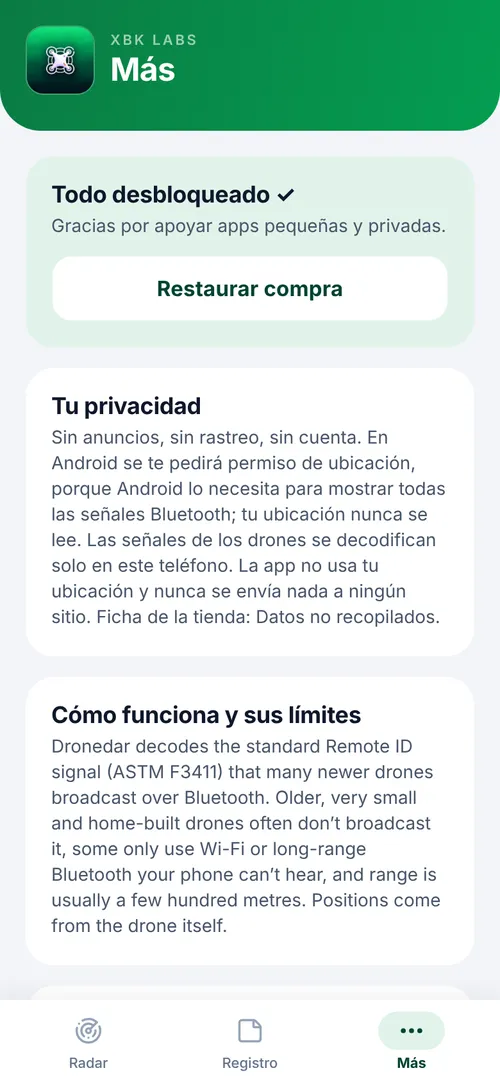 XBK LABS
Más
Todo desbloqueado ✓
Gracias por apoyar apps pequeñas y privadas.
Restaurar compra
Tu privacidad
Sin anuncios, sin rastreo, sin cuenta. En
Android se te pedirá permiso de ubicación,
porque Android lo necesita para mostrar todas
las señales Bluetooth; tu ubicación nunca se
lee. Las señales de los drones se decodifican
solo en este teléfono. La app no usa tu
ubicación y nunca se envía nada a ningún
sitio. Ficha de la tienda: Datos no recopilados.
Cómo funciona y sus límites
Dronedar decodes the standard Remote ID
signal (ASTM F3411) that many newer drones
broadcast over Bluetooth. Older, very small
and home-built drones often don’t broadcast
it, some only use Wi-Fi or long-range
Bluetooth your phone can’t hear, and range is
usually a few hundred metres. Positions come
from the drone itself.
Radar
Registro
Más